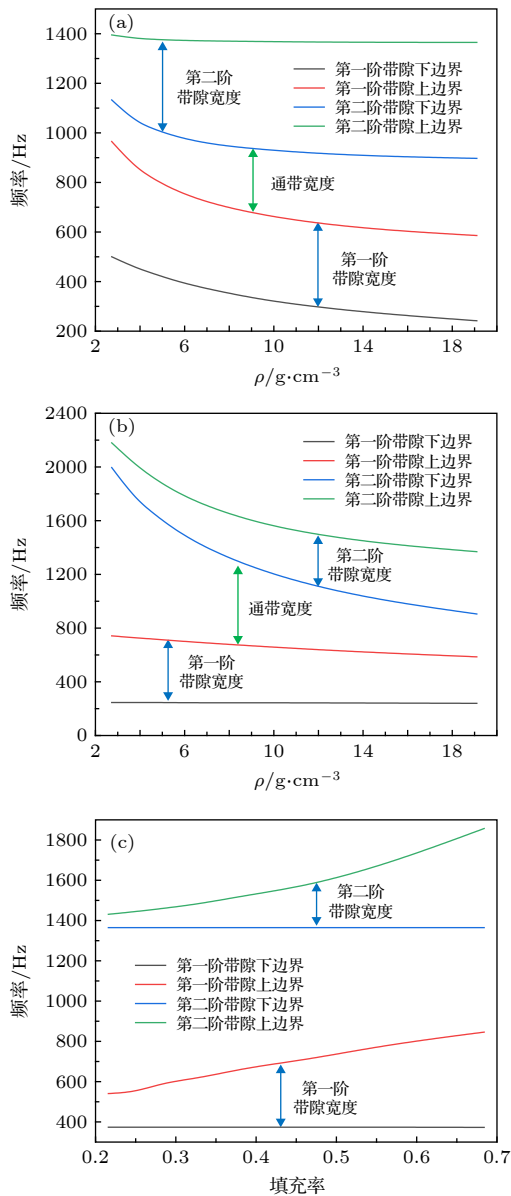 (a)
1400
1200
1000
800
600
400
200
频率/Hz
第二阶
带隙宽度
第一阶带隙下边界
第一阶带隙上边界
第二阶带隙下边界
第二阶带隙上边界
通带宽度
第一阶
带隙宽度
2 6 10 14 18
ρ/g·cm⁻³
(b)
2400
2000
1600
1200
800
400
0
频率/Hz
第一阶带隙下边界
第一阶带隙上边界
第二阶带隙下边界
第二阶带隙上边界
第二阶
带隙宽度
通带宽度
第一阶
带隙宽度
2 6 10 14 18
ρ/g·cm⁻³
(c)
1800
1600
1400
1200
1000
800
600
400
频率/Hz
第二阶
带隙宽度
第一阶带隙下边界
第一阶带隙上边界
第二阶带隙下边界
第二阶带隙上边界
第一阶
带隙宽度
0.2 0.3 0.4 0.5 0.6 0.7
填充率